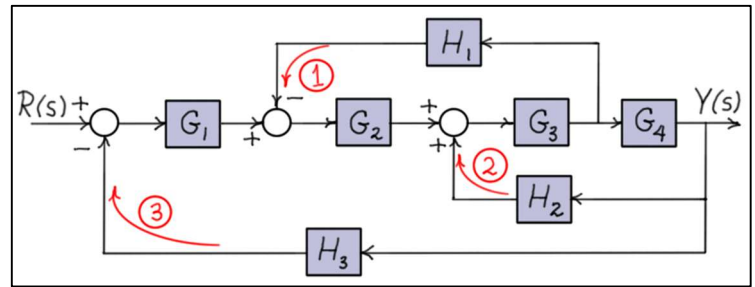 H₁
①
R(s) + − G₁ + − G₂ + + G₃ G₄ Y(s)
②
H₂
③
H₃